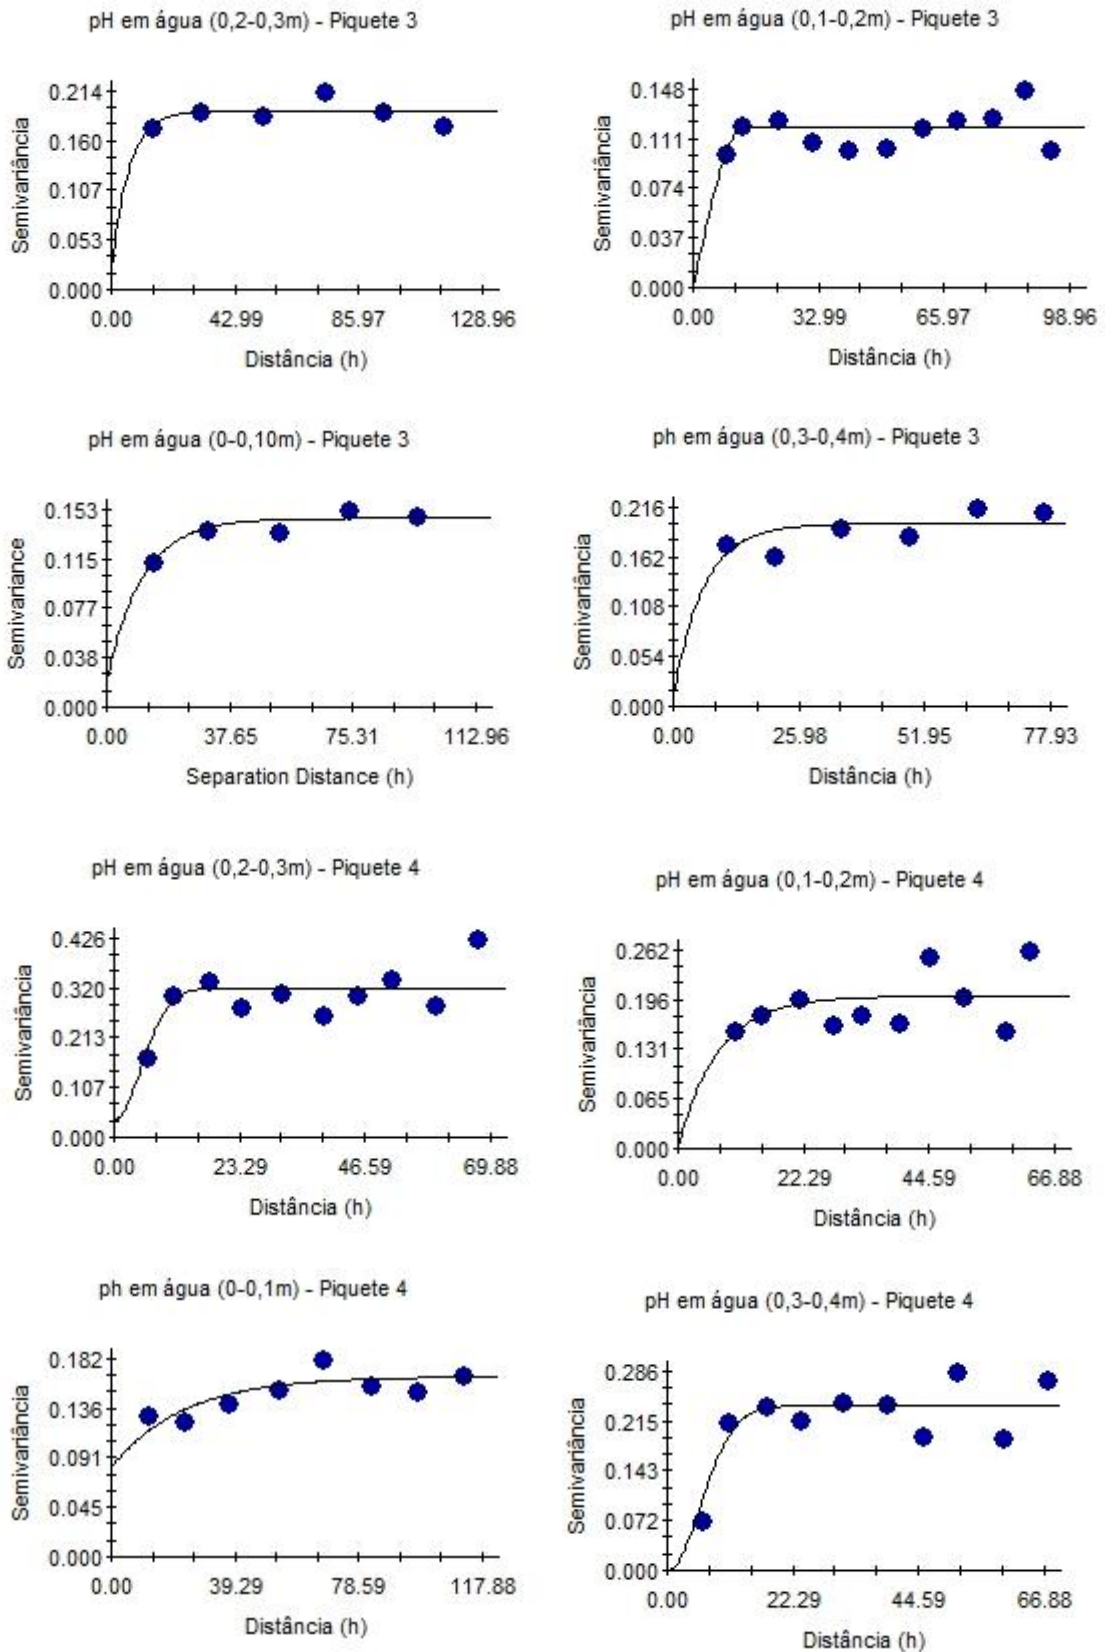 pH em água (0,2-0,3m) - Piquete 3
Semivariância
0.214
0.160
0.107
0.053
0.000
0.00 42.99 85.97 128.96
Distância (h)
pH em água (0,1-0,2m) - Piquete 3
Semivariância
0.148
0.111
0.074
0.037
0.000
0.00 32.99 65.97 98.96
Distância (h)
pH em água (0-0,10m) - Piquete 3
Semivariance
0.153
0.115
0.077
0.038
0.000
0.00 37.65 75.31 112.96
Separation Distance (h)
ph em água (0,3-0,4m) - Piquete 3
Semivariância
0.216
0.162
0.108
0.054
0.000
0.00 25.98 51.95 77.93
Distância (h)
pH em água (0,2-0,3m) - Piquete 4
Semivariância
0.426
0.320
0.213
0.107
0.000
0.00 23.29 46.59 69.88
Distância (h)
pH em água (0,1-0,2m) - Piquete 4
Semivariância
0.262
0.196
0.131
0.065
0.000
0.00 22.29 44.59 66.88
Distância (h)
ph em água (0-0,1m) - Piquete 4
Semivariância
0.182
0.136
0.091
0.045
0.000
0.00 39.29 78.59 117.88
Distância (h)
pH em água (0,3-0,4m) - Piquete 4
Semivariância
0.286
0.215
0.143
0.072
0.000
0.00 22.29 44.59 66.88
Distância (h)